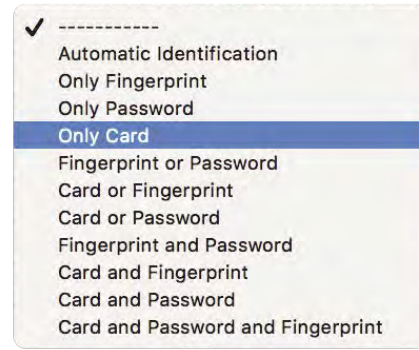 -----------
Automatic Identification
Only Fingerprint
Only Password
Only Card
Fingerprint or Password
Card or Fingerprint
Card or Password
Fingerprint and Password
Card and Fingerprint
Card and Password
Card and Password and Fingerprint